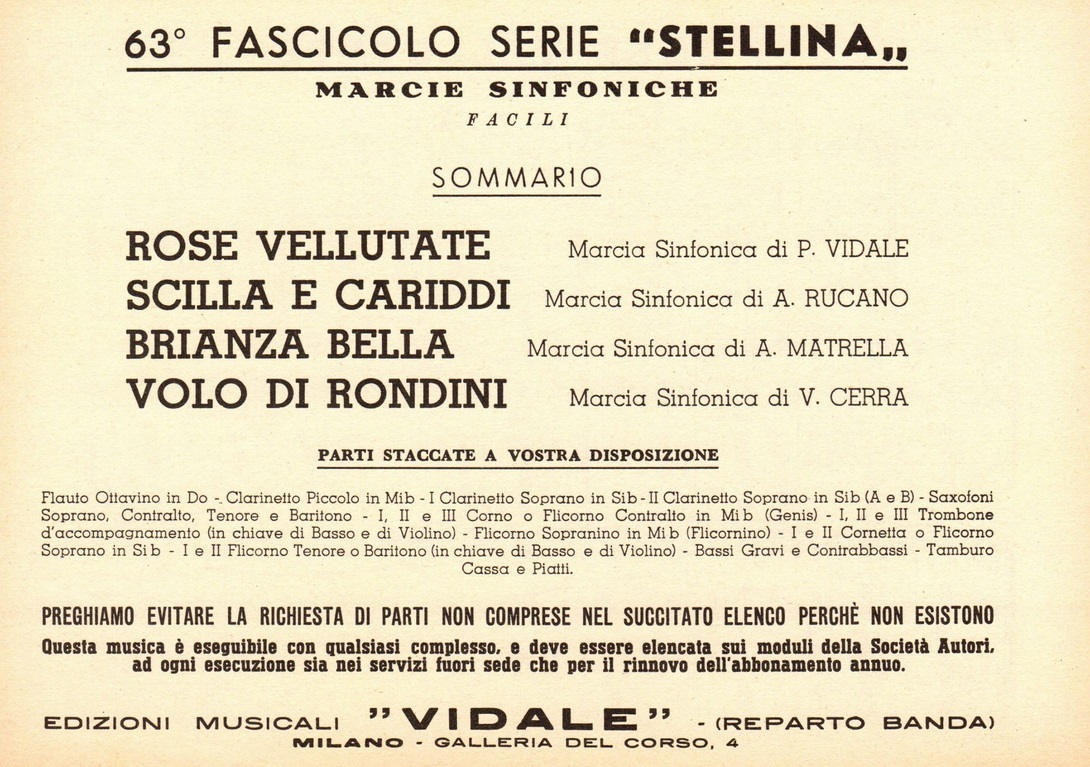 63° FASCICOLO SERIE “STELLINA„
MARCIE SINFONICHE
FACILI
SOMMARIO
ROSE VELLUTATE Marcia Sinfonica di P. VIDALE
SCILLA E CARIDDI Marcia Sinfonica di A. RUCANO
BRIANZA BELLA Marcia Sinfonica di A. MATRELLA
VOLO DI RONDINI Marcia Sinfonica di V. CERRA
PARTI STACCATE A VOSTRA DISPOSIZIONE
Flauto Ottavino in Do - Clarinetto Piccolo in Mib - I Clarinetto Soprano in Sib - II Clarinetto Soprano in Sib (A e B) - Saxofoni
Soprano, Contralto, Tenore e Baritono - I, II e III Corno o Flicorno Contralto in Mib (Genis) - I, II e III Trombone
d'accompagnamento (in chiave di Basso e di Violino) - Flicorno Sopranino in Mib (Flicornino) - I e II Cornetta o Flicorno
Soprano in Sib - I e II Flicorno Tenore o Baritono (in chiave di Basso e di Violino) - Bassi Gravi e Contrabbassi - Tamburo
Cassa e Piatti.
PREGHIAMO EVITARE LA RICHIESTA DI PARTI NON COMPRESE NEL SUCCITATO ELENCO PERCHÈ NON ESISTONO
Questa musica è eseguibile con qualsiasi complesso, e deve essere elencata sui moduli della Società Autori,
ad ogni esecuzione sia nei servizi fuori sede che per il rinnovo dell'abbonamento annuo.
EDIZIONI MUSICALI "VIDALE" - (REPARTO BANDA)
MILANO - GALLERIA DEL CORSO, 4